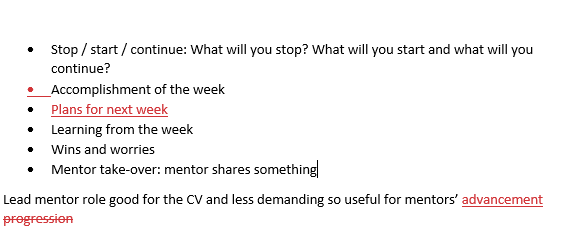 • Stop / start / continue: What will you stop? What will you start and what will you
continue?
• Accomplishment of the week
• Plans for next week
• Learning from the week
• Wins and worries
• Mentor take-over: mentor shares something
Lead mentor role good for the CV and less demanding so useful for mentors’ advancement
progression